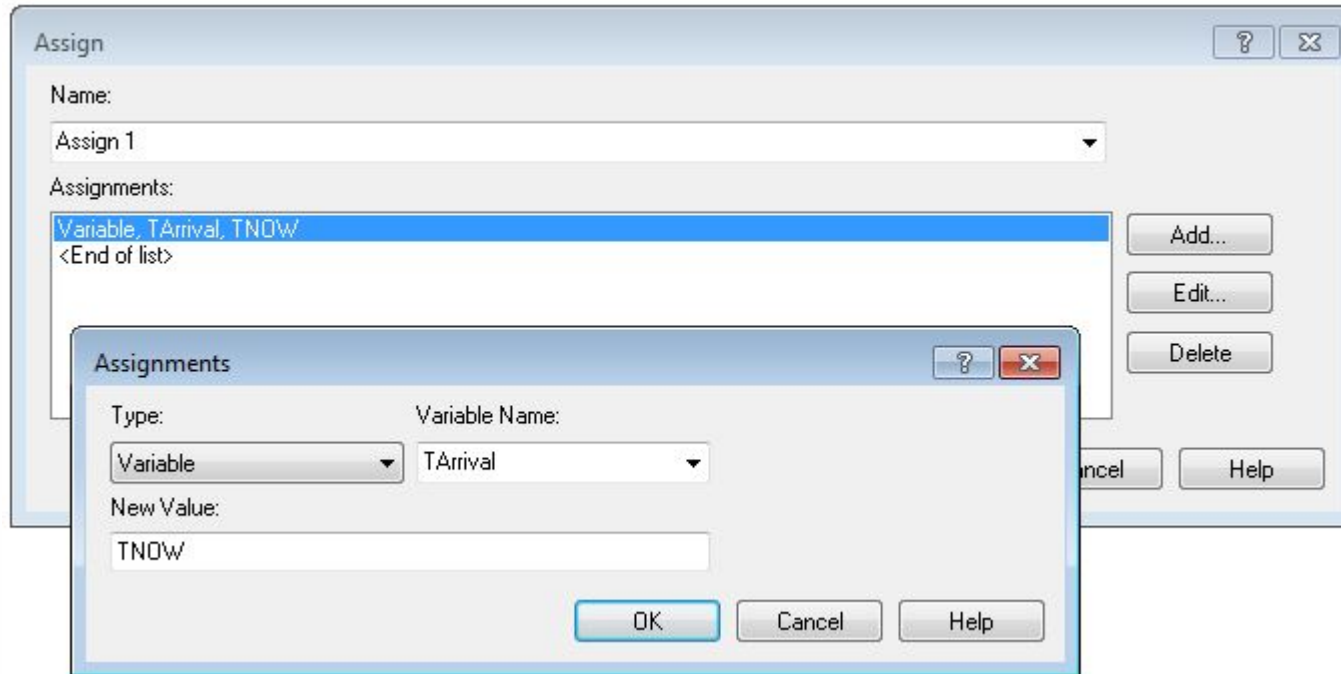 Assign
Name:
Assign 1
Assignments:
Variable, TArrival, TNOW
<End of list>
Add...
Edit...
Delete
Assignments
Type: Variable Name:
Variable TArrival
New Value:
TNOW
OK Cancel Help
ncel Help